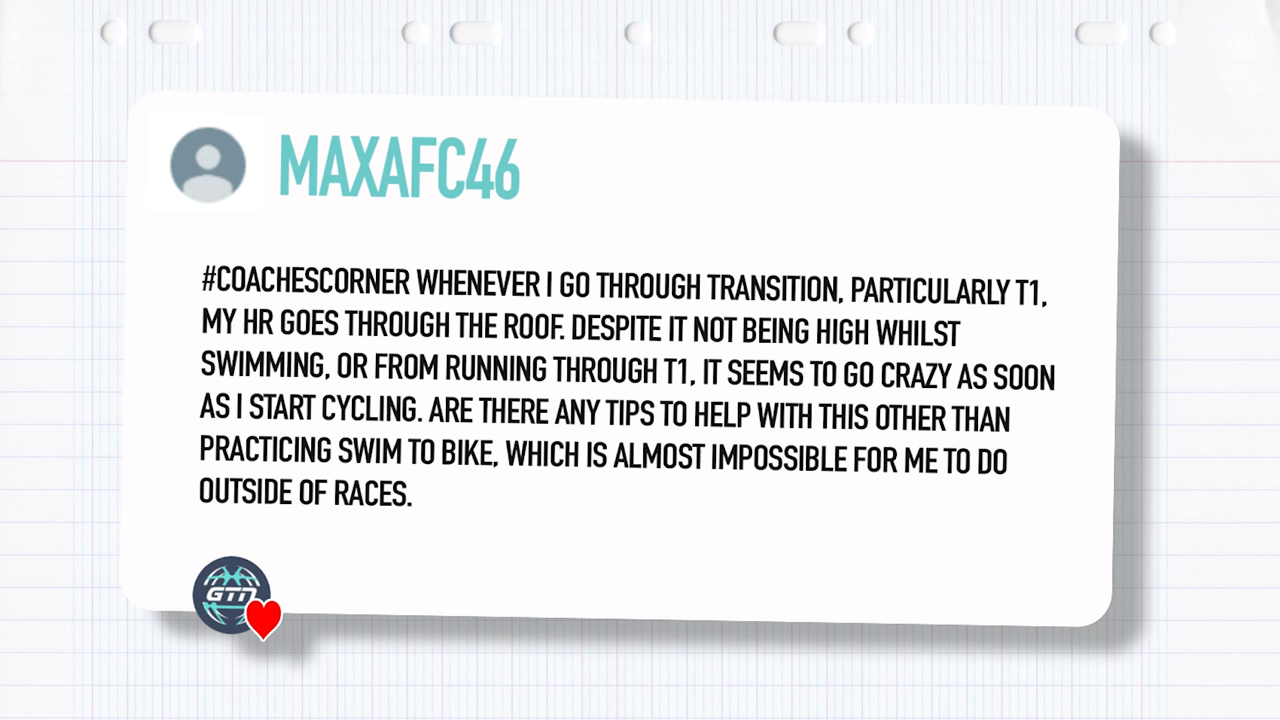 MAXAFC46
#COACHESCORNER WHENEVER I GO THROUGH TRANSITION, PARTICULARLY T1,
MY HR GOES THROUGH THE ROOF. DESPITE IT NOT BEING HIGH WHILST
SWIMMING, OR FROM RUNNING THROUGH T1, IT SEEMS TO GO CRAZY AS SOON
AS I START CYCLING. ARE THERE ANY TIPS TO HELP WITH THIS OTHER THAN
PRACTICING SWIM TO BIKE, WHICH IS ALMOST IMPOSSIBLE FOR ME TO DO
OUTSIDE OF RACES.
GTN